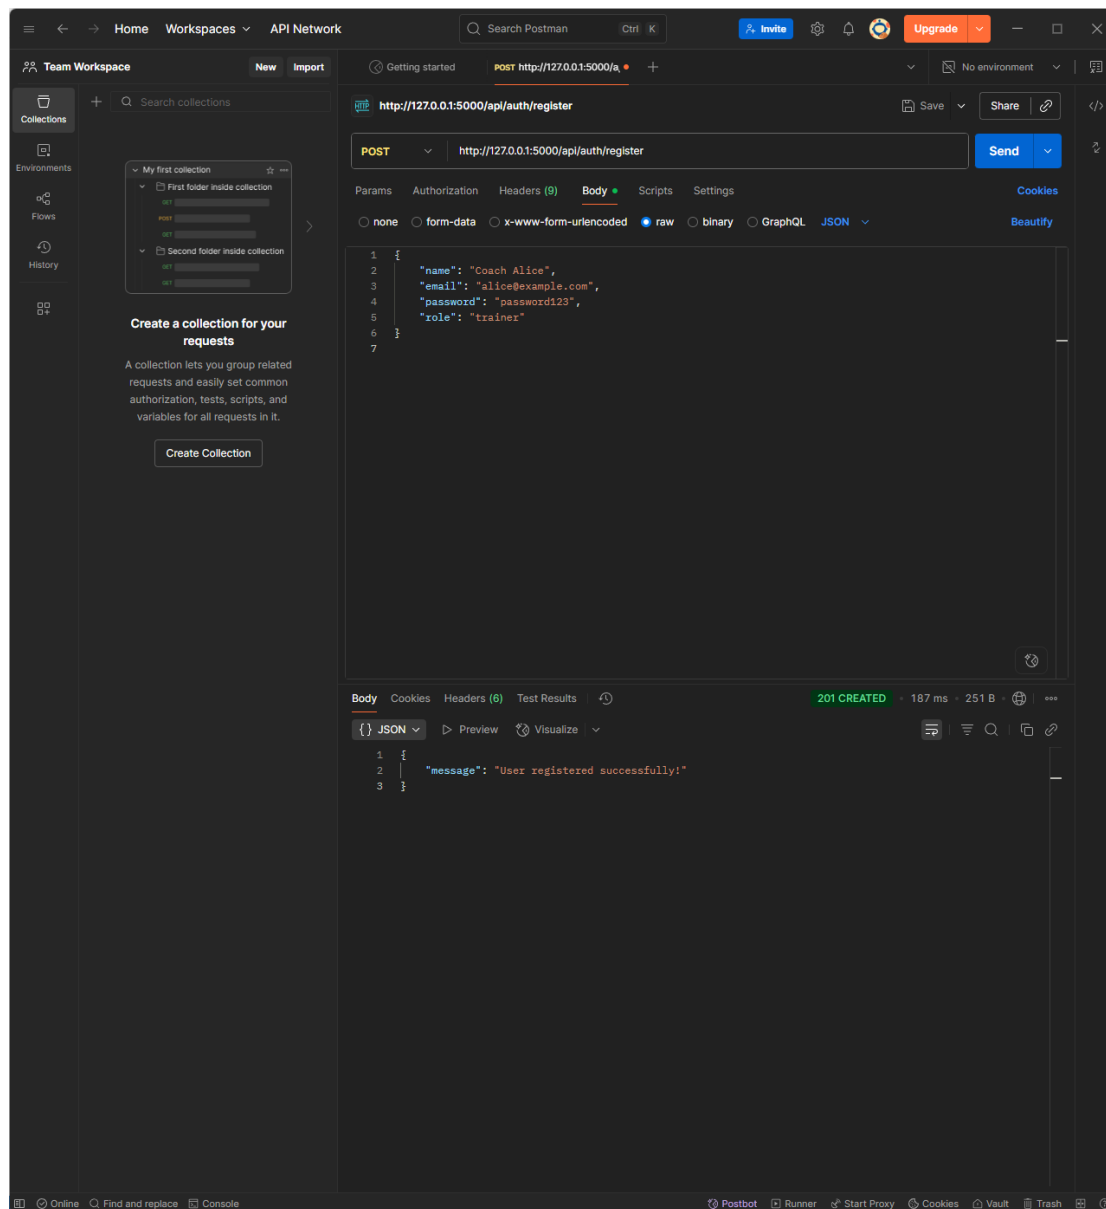 Home Workspaces API Network Search Postman Ctrl K Invite Upgrade
Team Workspace New Import Getting started POST http://127.0.0.1:5000/a No environment
Collections
Search collections
http://127.0.0.1:5000/api/auth/register Save Share
Environments
Flows
History
My first collection
First folder inside collection
GET
POST
GET
Second folder inside collection
GET
GET
Create a collection for your
requests
A collection lets you group related
requests and easily set common
authorization, tests, scripts, and
variables for all requests in it.
Create Collection
POST http://127.0.0.1:5000/api/auth/register Send
Params Authorization Headers (9) Body Scripts Settings Cookies
none form-data x-www-form-urlencoded raw binary GraphQL JSON Beautify
1 {
2 "name": "Coach Alice",
3 "email": "alice@example.com",
4 "password": "password123",
5 "role": "trainer"
6 }
7
Body Cookies Headers (6) Test Results 201 CREATED 187 ms 251 B
{} JSON Preview Visualize
1 {
2 "message": "User registered successfully!"
3 }
Online Find and replace Console Postbot Runner Start Proxy Cookies Vault Trash